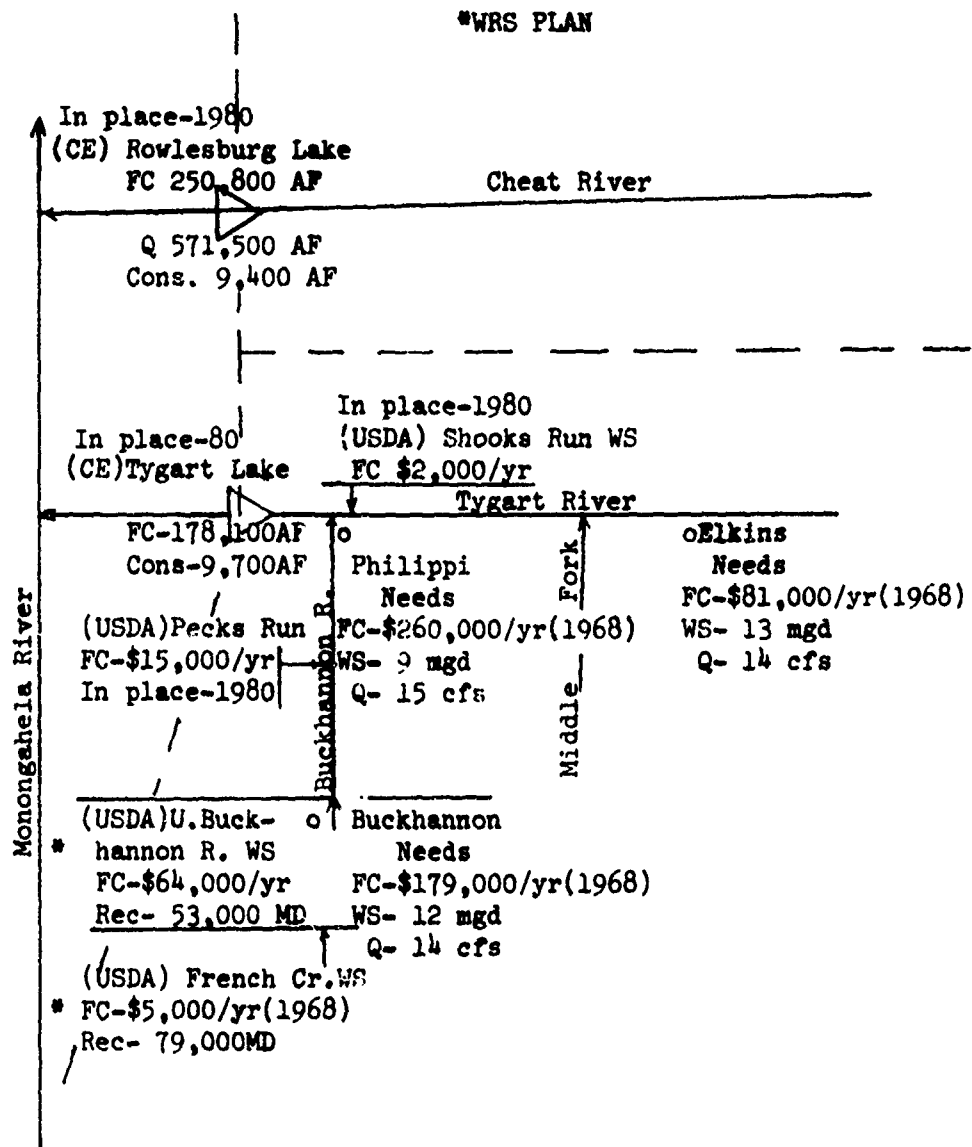 *WRS PLAN
In place-1980
(CE) Rowlesburg Lake
FC 250,800 AF
Cheat River
Q 571,500 AF
Cons. 9,400 AF
In place-1980
(USDA) Shooks Run WS
FC $2,000/yr
In place-80
(CE)Tygart Lake
Tygart River
FC-178,100AF
Cons-9,700AF
Philippi
Needs
FC-$260,000/yr(1968)
WS- 9 mgd
Q- 15 cfs
Elkins
Needs
FC-$81,000/yr(1968)
WS- 13 mgd
Q- 14 cfs
(USDA)Pecks Run
FC-$15,000/yr
In place-1980
Buckhannon R.
Middle Fork
Monongahela River
(USDA)U.Buck-
* hannon R. WS
FC-$64,000/yr
Rec- 53,000 MD
Buckhannon
Needs
FC-$179,000/yr(1968)
WS- 12 mgd
Q- 14 cfs
(USDA) French Cr.WS
* FC-$5,000/yr(1968)
Rec- 79,000MD